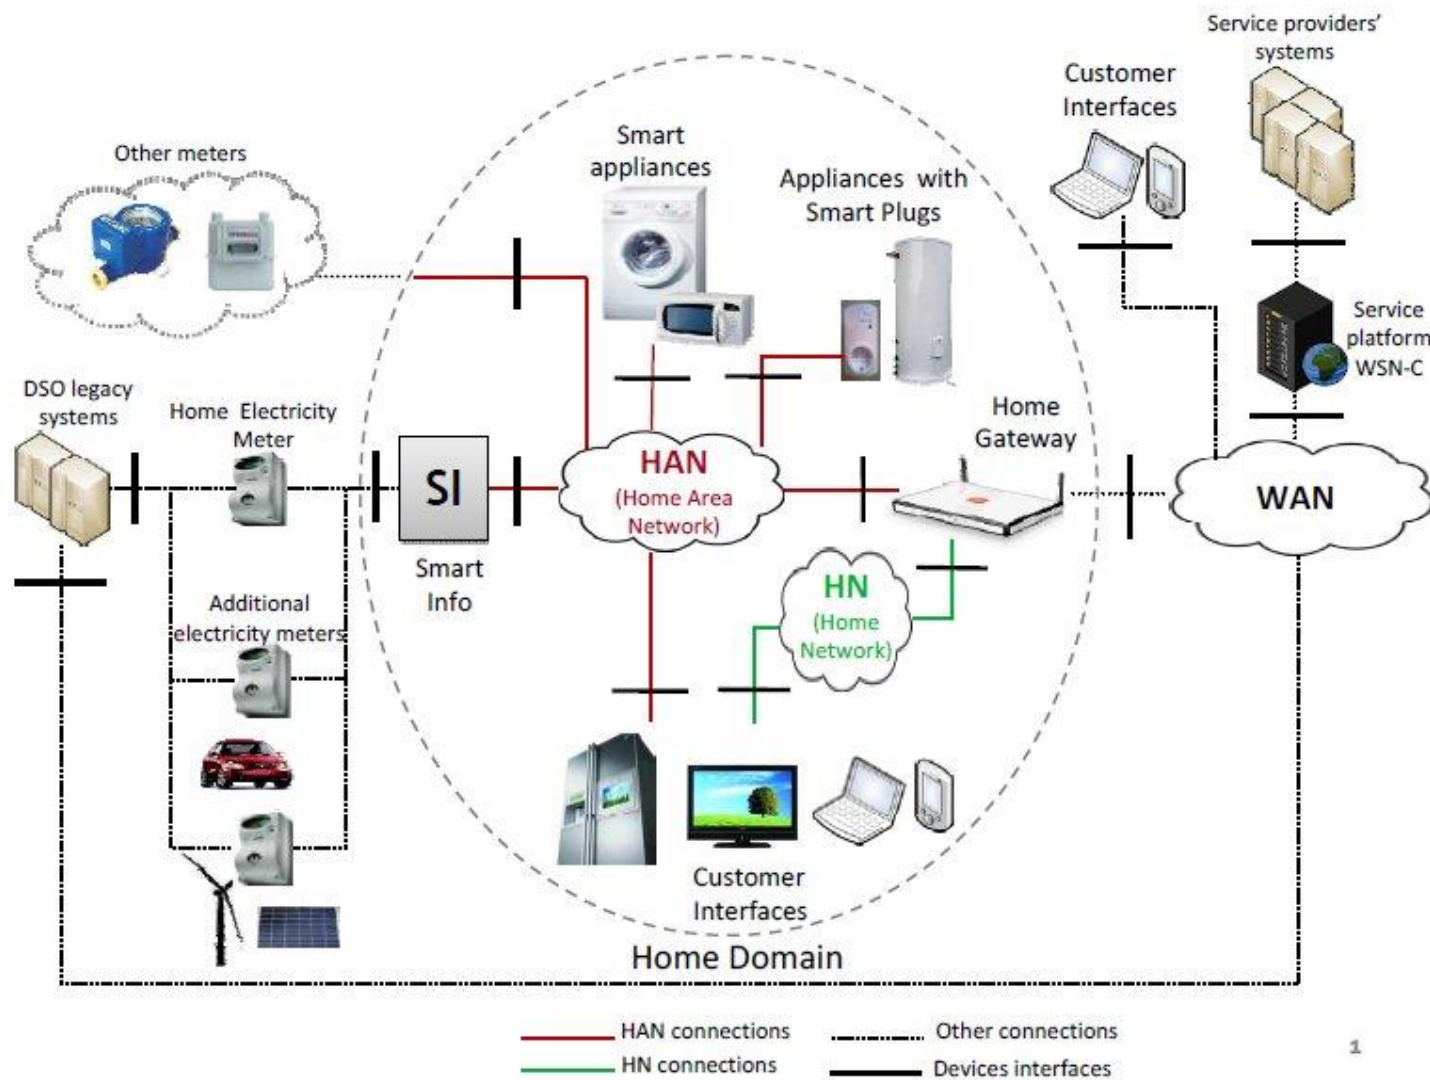 Service providers'
systems
Customer
Interfaces
Smart
appliances
Other meters
Appliances with
Smart Plugs
Service
platform
WSN-C
DSO legacy
systems
Home Electricity
Meter
Home
Gateway
SI
HAN
(Home Area
Network)
WAN
Smart
Info
HN
(Home
Network)
Additional
electricity meters
Customer
Interfaces
Home Domain
HAN connections
Other connections
HN connections
Devices interfaces
1